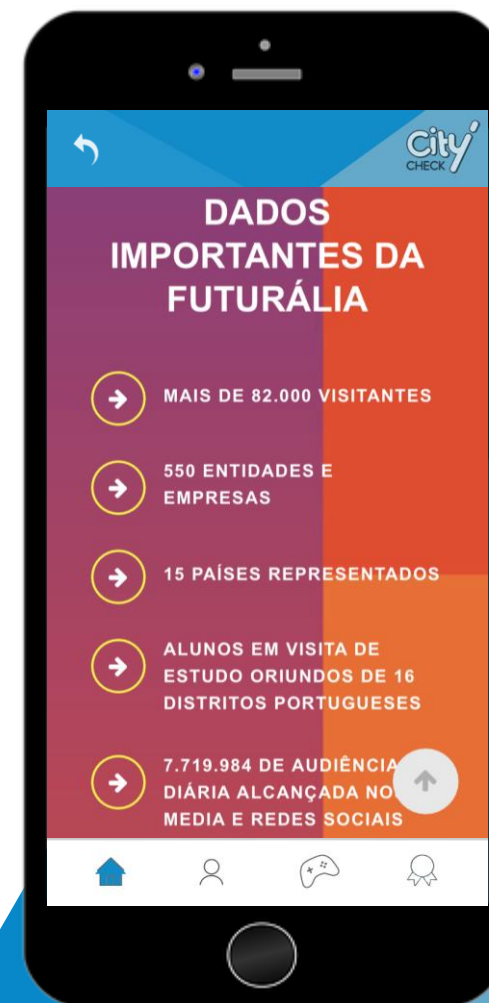 City
CHECK
DADOS
IMPORTANTES DA
FUTURÁLIA
MAIS DE 82.000 VISITANTES
550 ENTIDADES E
EMPRESAS
15 PAÍSES REPRESENTADOS
ALUNOS EM VISITA DE
ESTUDO ORIUNDOS DE 16
DISTRITOS PORTUGUESES
7.719.984 DE AUDIÊNCIA
DIÁRIA ALCANÇADA NO
MEDIA E REDES SOCIAIS